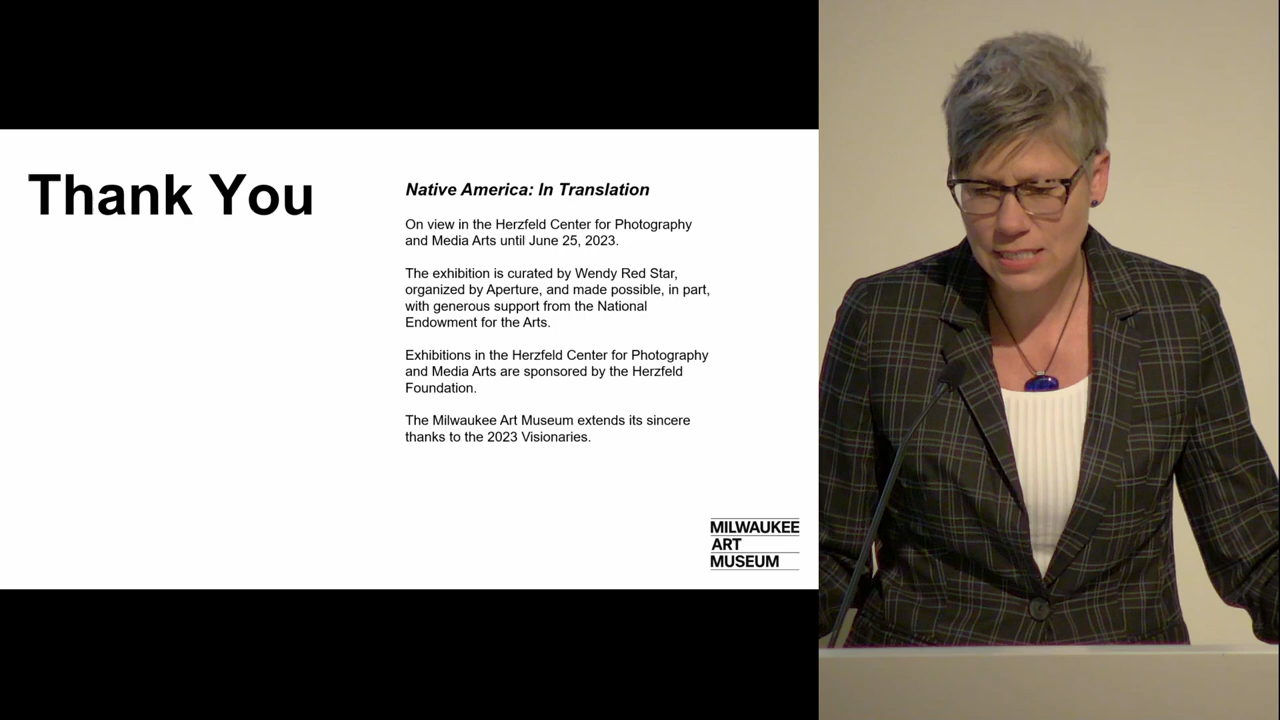 Thank You
Native America: In Translation
On view in the Herzfeld Center for Photography
and Media Arts until June 25, 2023.
The exhibition is curated by Wendy Red Star,
organized by Aperture, and made possible, in part,
with generous support from the National
Endowment for the Arts.
Exhibitions in the Herzfeld Center for Photography
and Media Arts are sponsored by the Herzfeld
Foundation.
The Milwaukee Art Museum extends its sincere
thanks to the 2023 Visionaries.
MILWAUKEE
ART
MUSEUM